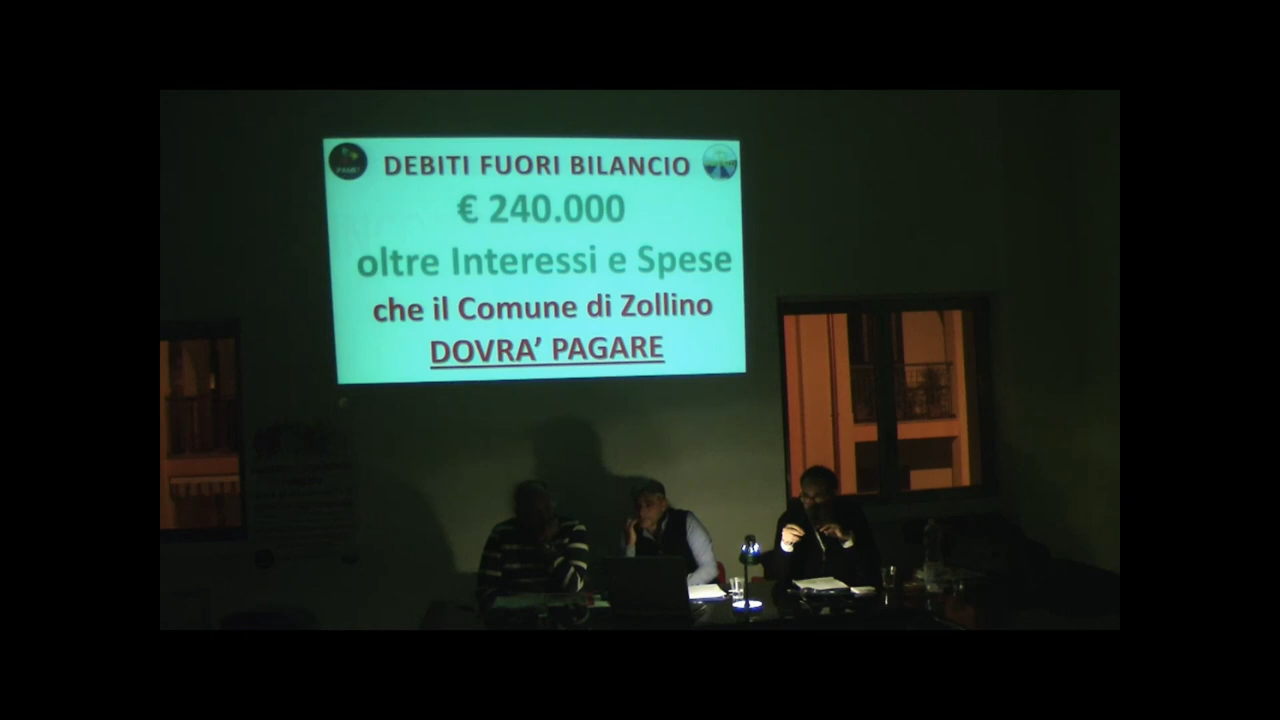 DEBITI FUORI BILANCIO
€ 240.000
oltre Interessi e Spese
che il Comune di Zollino
DOVRA’ PAGARE